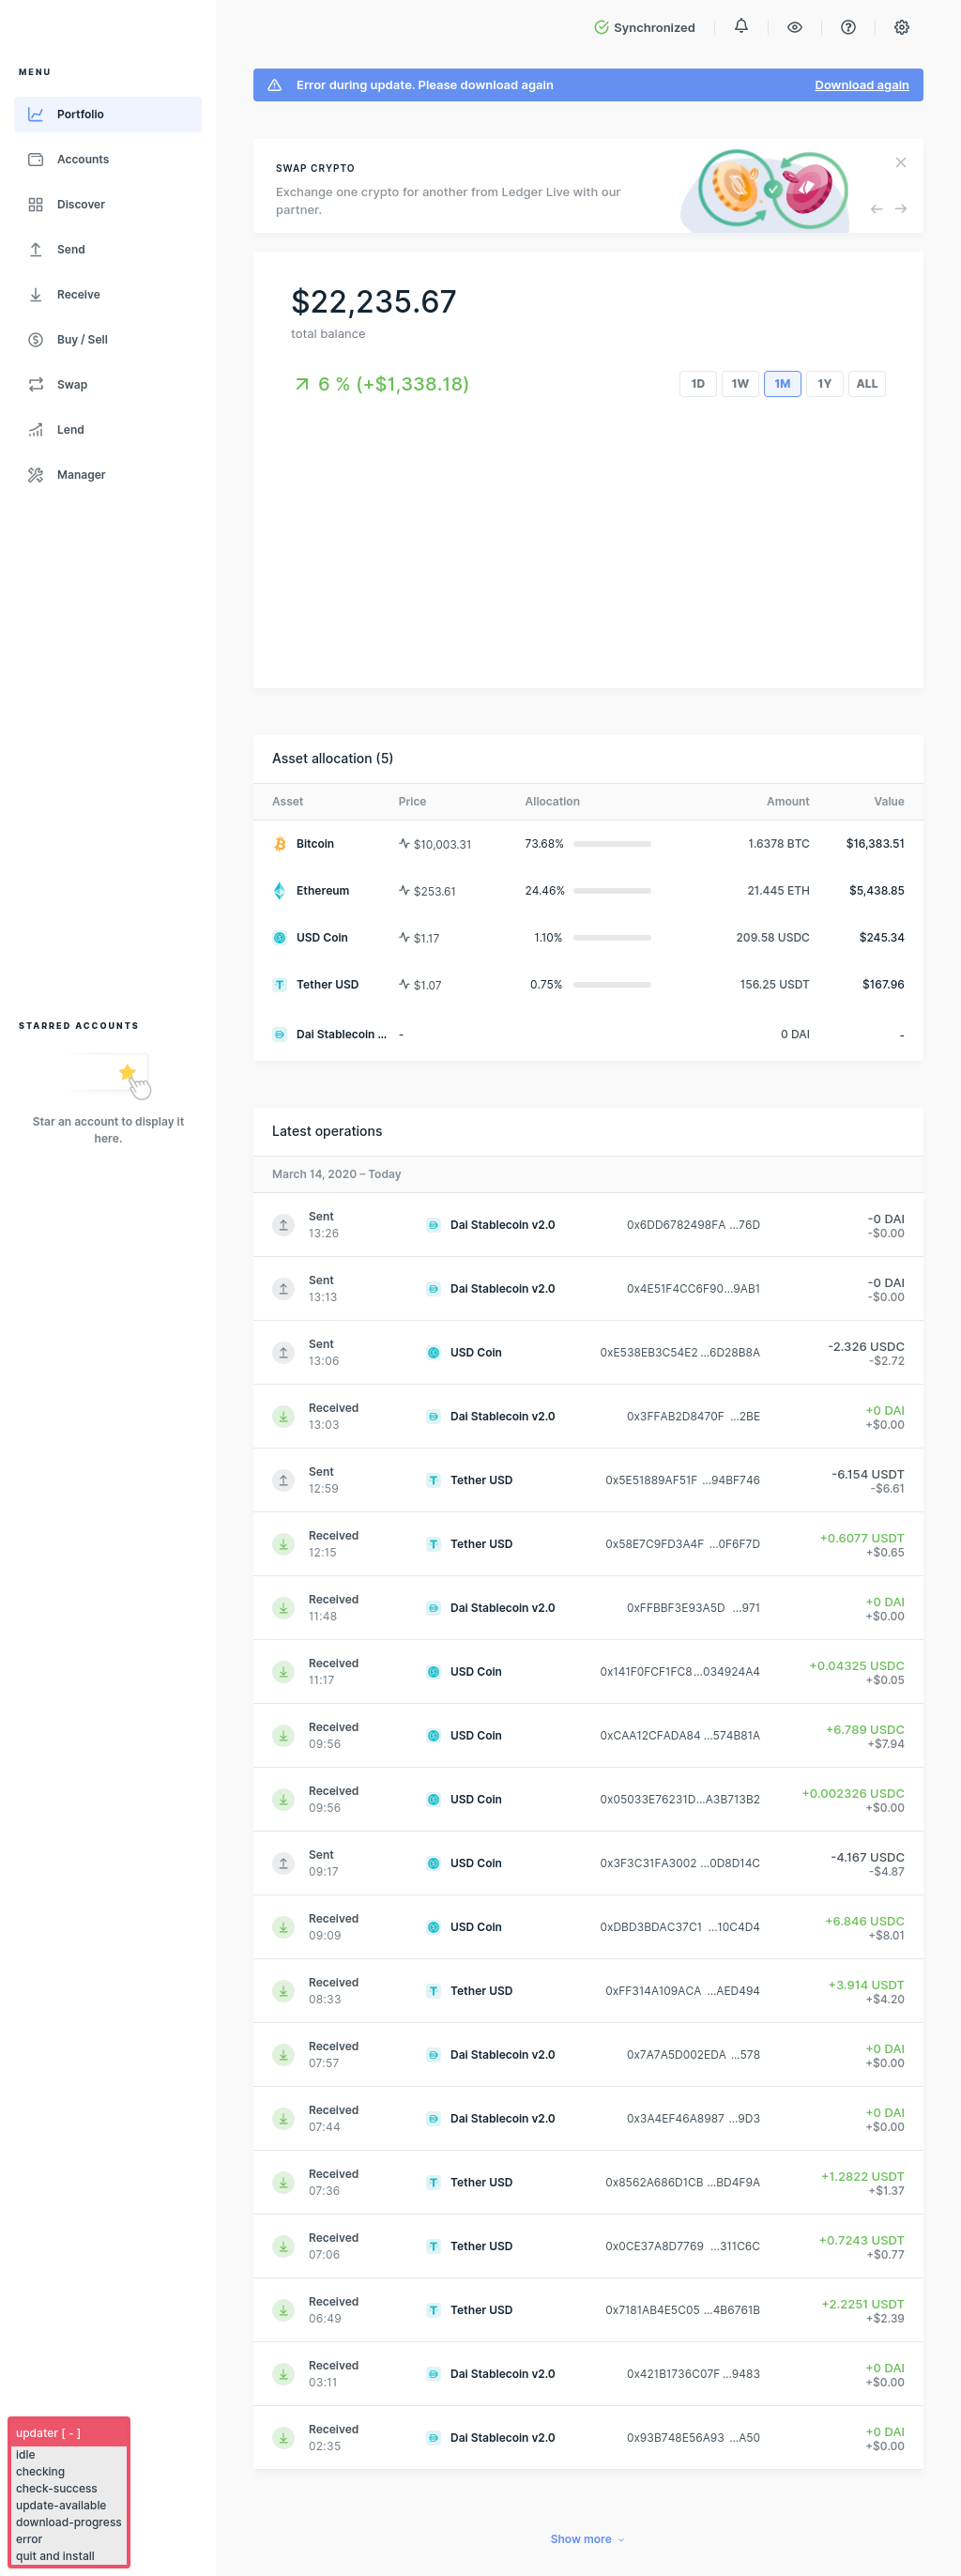 Synchronized
MENU
Portfolio
Accounts
Discover
Send
Receive
Buy / Sell
Swap
Lend
Manager
STARRED ACCOUNTS
Star an account to display it
here.
updater [ - ]
idle
checking
check-success
update-available
download-progress
error
quit and install
Error during update. Please download again
Download again
SWAP CRYPTO
Exchange one crypto for another from Ledger Live with our
partner.
$22,235.67
total balance
6 % (+$1,338.18)
1D 1W 1M 1Y ALL
Asset allocation (5)
Asset Price Allocation Amount Value
Bitcoin $10,003.31 73.68% 1.6378 BTC $16,383.51
Ethereum $253.61 24.46% 21.445 ETH $5,438.85
USD Coin $1.17 1.10% 209.58 USDC $245.34
Tether USD $1.07 0.75% 156.25 USDT $167.96
Dai Stablecoin ... - 0 DAI -
Latest operations
March 14, 2020 – Today
Sent Dai Stablecoin v2.0 0x6DD6782498FA ...76D -0 DAI
13:26 -$0.00
Sent Dai Stablecoin v2.0 0x4E51F4CC6F90...9AB1 -0 DAI
13:13 -$0.00
Sent USD Coin 0xE538EB3C54E2 ...6D28B8A -2.326 USDC
13:06 -$2.72
Received Dai Stablecoin v2.0 0x3FFAB2D8470F ...2BE +0 DAI
13:03 +$0.00
Sent Tether USD 0x5E51889AF51F ...94BF746 -6.154 USDT
12:59 -$6.61
Received Tether USD 0x58E7C9FD3A4F ...0F6F7D +0.6077 USDT
12:15 +$0.65
Received Dai Stablecoin v2.0 0xFFBBF3E93A5D ...971 +0 DAI
11:48 +$0.00
Received USD Coin 0x141F0FCF1FC8...034924A4 +0.04325 USDC
11:17 +$0.05
Received USD Coin 0xCAA12CFADA84 ...574B81A +6.789 USDC
09:56 +$7.94
Received USD Coin 0x05033E76231D...A3B713B2 +0.002326 USDC
09:56 +$0.00
Sent USD Coin 0x3F3C31FA3002 ...0D8D14C -4.167 USDC
09:17 -$4.87
Received USD Coin 0xDBD3BDAC37C1 ...10C4D4 +6.846 USDC
09:09 +$8.01
Received Tether USD 0xFF314A109ACA ...AED494 +3.914 USDT
08:33 +$4.20
Received Dai Stablecoin v2.0 0x7A7A5D002EDA ...578 +0 DAI
07:57 +$0.00
Received Dai Stablecoin v2.0 0x3A4EF46A8987 ...9D3 +0 DAI
07:44 +$0.00
Received Tether USD 0x8562A686D1CB ...BD4F9A +1.2822 USDT
07:36 +$1.37
Received Tether USD 0x0CE37A8D7769 ...311C6C +0.7243 USDT
07:06 +$0.77
Received Tether USD 0x7181AB4E5C05 ...4B6761B +2.2251 USDT
06:49 +$2.39
Received Dai Stablecoin v2.0 0x421B1736C07F ...9483 +0 DAI
03:11 +$0.00
Received Dai Stablecoin v2.0 0x93B748E56A93 ...A50 +0 DAI
02:35 +$0.00
Show more